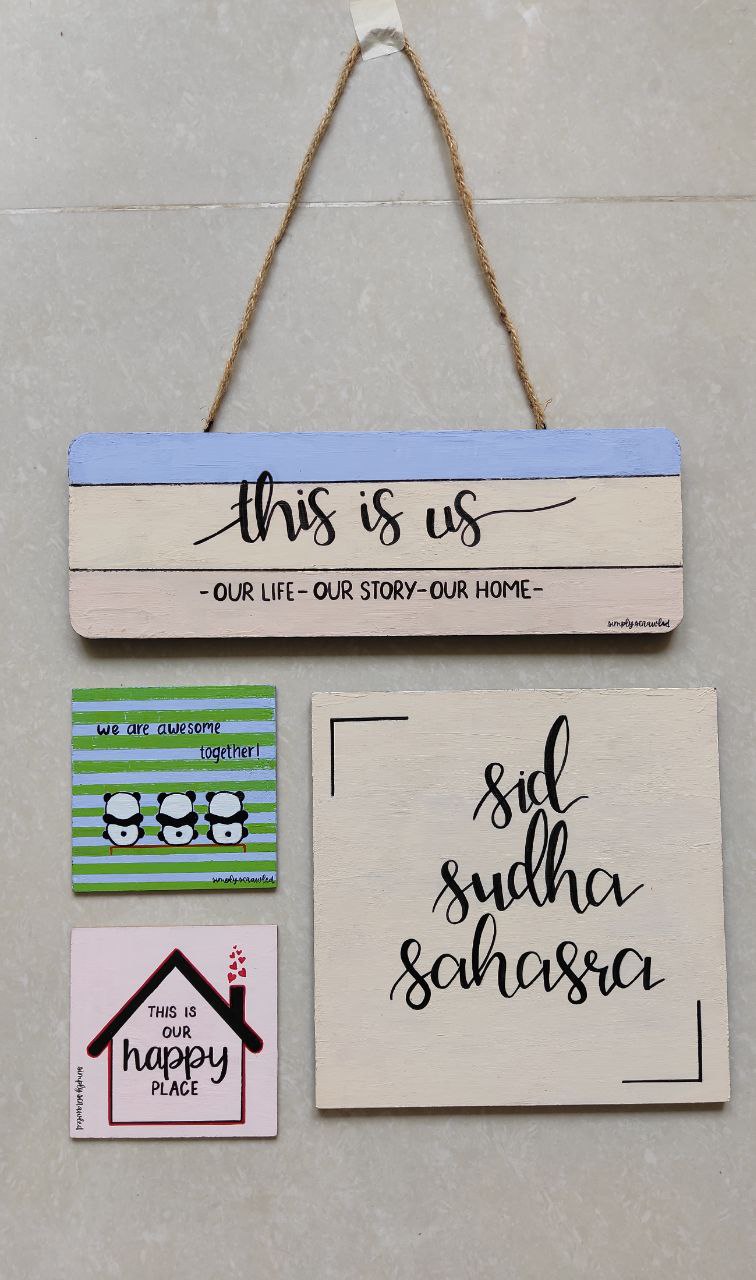 this is us
-OUR LIFE-OUR STORY-OUR HOME-
simplyscrawled
we are awesome
together!
simplyscrawled
THIS IS
OUR
happy
PLACE
simplyscrawled
sid
sudha
sahasra